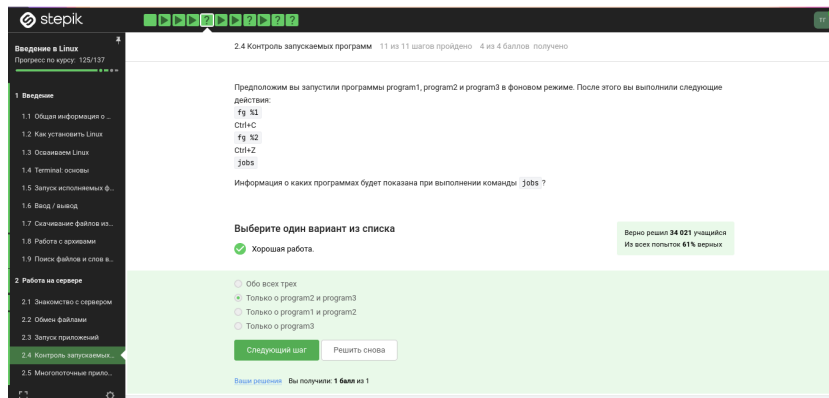 stepik
ТГ
Введение в Linux
Прогресс по курсу: 125/137
1 Введение
1.1 Общая информация о ...
1.2 Как установить Linux
1.3 Осваиваем Linux
1.4 Terminal: основы
1.5 Запуск исполняемых ф...
1.6 Ввод / вывод
1.7 Скачивание файлов из...
1.8 Работа с архивами
1.9 Поиск файлов и слов в...
2 Работа на сервере
2.1 Знакомство с сервером
2.2 Обмен файлами
2.3 Запуск приложений
2.4 Контроль запускаемых...
2.5 Многопоточные прило...
2.4 Контроль запускаемых программ 11 из 11 шагов пройдено 4 из 4 баллов получено
Предположим вы запустили программы program1, program2 и program3 в фоновом режиме. После этого вы выполнили следующие
действия:
fg %1
Ctrl+C
fg %2
Ctrl+Z
jobs
Информация о каких программах будет показана при выполнении команды jobs ?
Выберите один вариант из списка
Хорошая работа.
Верно решил 34 021 учащийся
Из всех попыток 61% верных
Обо всех трех
Только о program2 и program3
Только о program1 и program2
Только о program3
Следующий шаг
Решить снова
Ваши решения Вы получили: 1 балл из 1